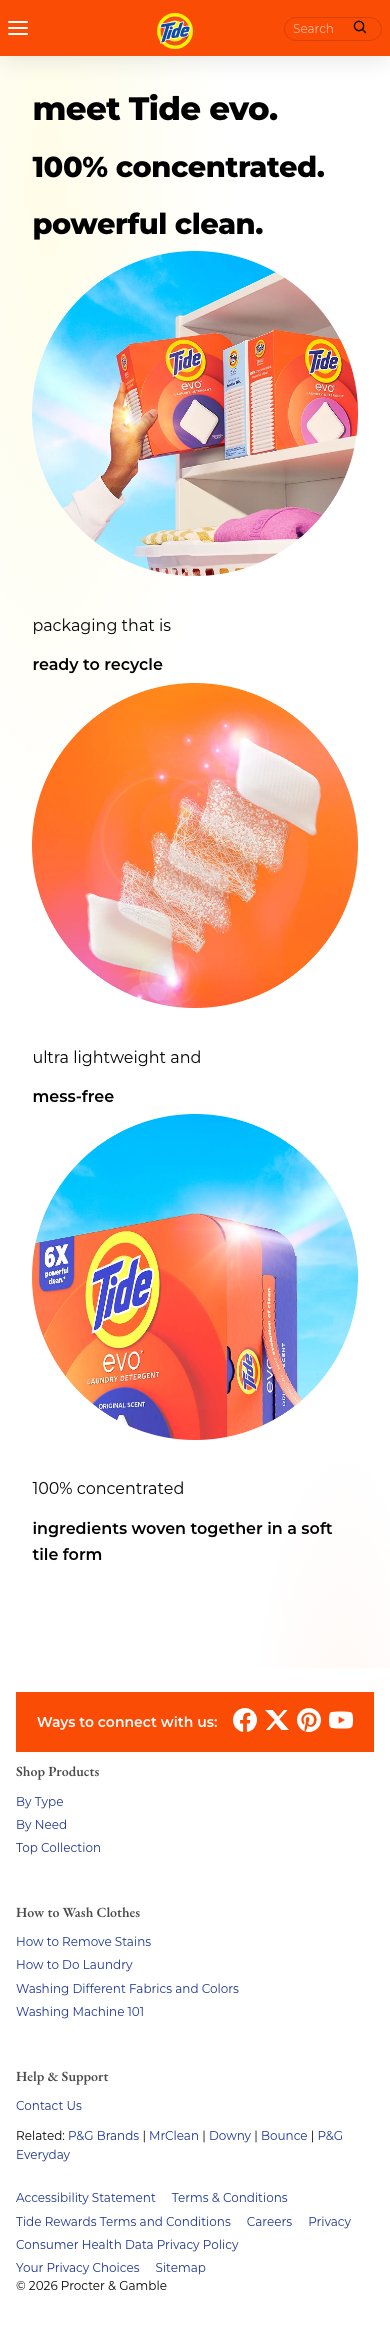 Tide
Search
meet Tide evo.
100% concentrated.
powerful clean.
Tide
evo
Tide
evo
packaging that is
ready to recycle
ultra lightweight and
mess-free
6X
powerful
clean.*
Tide
evo
LAUNDRY DETERGENT
ORIGINAL SCENT
Tide
evo
packaging that is
100% concentrated
ingredients woven together in a soft
tile form
Ways to connect with us:
Shop Products
By Type
By Need
Top Collection
How to Wash Clothes
How to Remove Stains
How to Do Laundry
Washing Different Fabrics and Colors
Washing Machine 101
Help & Support
Contact Us
Related: P&G Brands | MrClean | Downy | Bounce | P&G
Everyday
Accessibility Statement Terms & Conditions
Tide Rewards Terms and Conditions Careers Privacy
Consumer Health Data Privacy Policy
Your Privacy Choices Sitemap
© 2026 Procter & Gamble